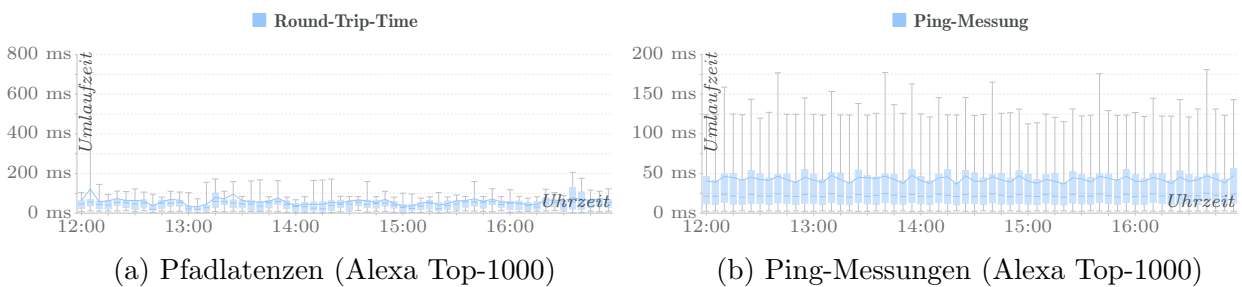 Round-Trip-Time
800 ms
600 ms
400 ms
200 ms
0 ms
Umlaufzeit
Uhrzeit
12:00
13:00
14:00
15:00
16:00
(a) Pfadlatenzen (Alexa Top-1000)
Ping-Messung
200 ms
150 ms
100 ms
50 ms
0 ms
Umlaufzeit
Uhrzeit
12:00
13:00
14:00
15:00
16:00
(b) Ping-Messungen (Alexa Top-1000)